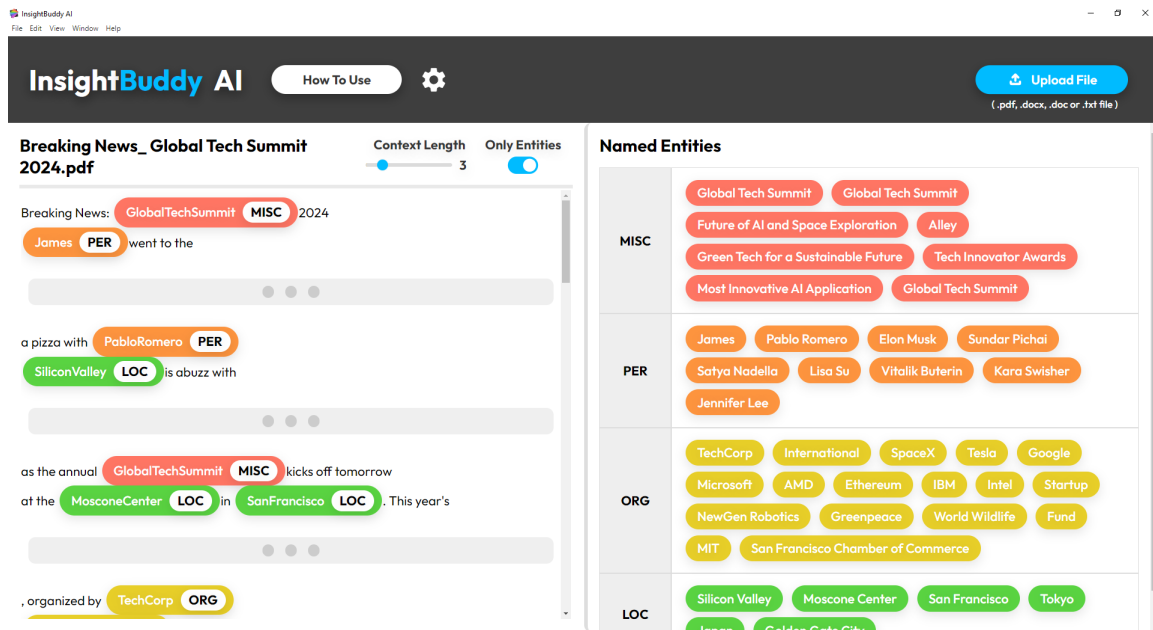 InsightBuddy AI
File Edit View Window Help
InsightBuddy AI
How To Use
Upload File
( .pdf, .docx, .doc or .txt file )
Breaking News_ Global Tech Summit
2024.pdf
Context Length
3
Only Entities
Breaking News: GlobalTechSummit MISC 2024
James PER went to the
a pizza with PabloRomero PER
SiliconValley LOC is abuzz with
as the annual GlobalTechSummit MISC kicks off tomorrow
at the MosconeCenter LOC in SanFrancisco LOC . This year's
, organized by TechCorp ORG
Named Entities
MISC
Global Tech Summit Global Tech Summit
Future of AI and Space Exploration Alley
Green Tech for a Sustainable Future Tech Innovator Awards
Most Innovative AI Application Global Tech Summit
PER
James Pablo Romero Elon Musk Sundar Pichai
Satya Nadella Lisa Su Vitalik Buterin Kara Swisher
Jennifer Lee
ORG
TechCorp International SpaceX Tesla Google
Microsoft AMD Ethereum IBM Intel Startup
NewGen Robotics Greenpeace World Wildlife Fund
MIT San Francisco Chamber of Commerce
LOC
Silicon Valley Moscone Center San Francisco Tokyo
Japan Golden Gate City